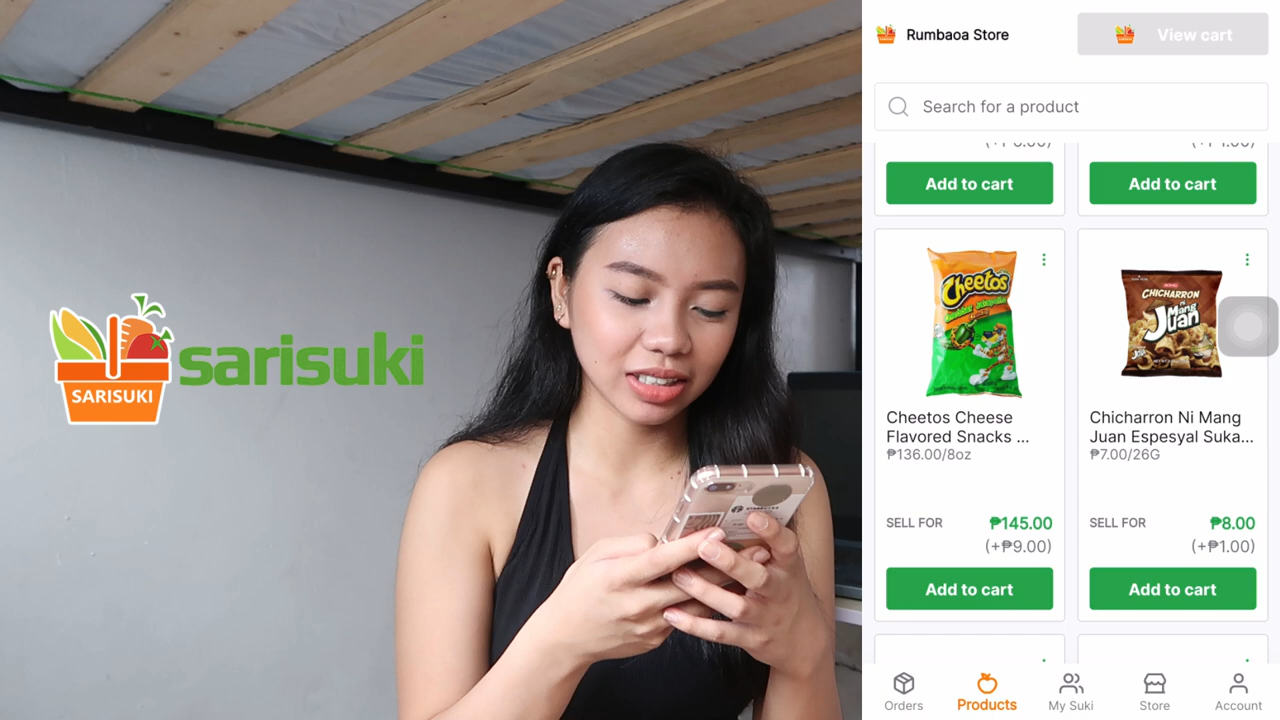 SARISUKI
sarisuki
Rumbaoa Store
View cart
Search for a product
Add to cart
Add to cart
Cheetos
CHICHARRON
ni
Mang
Juan
Cheetos Cheese
Flavored Snacks ...
₱136.00/8oz
Chicharron Ni Mang
Juan Espesyal Suka...
₱7.00/26G
SELL FOR
₱145.00
(+₱9.00)
SELL FOR
₱8.00
(+₱1.00)
Add to cart
Add to cart
Orders
Products
My Suki
Store
Account